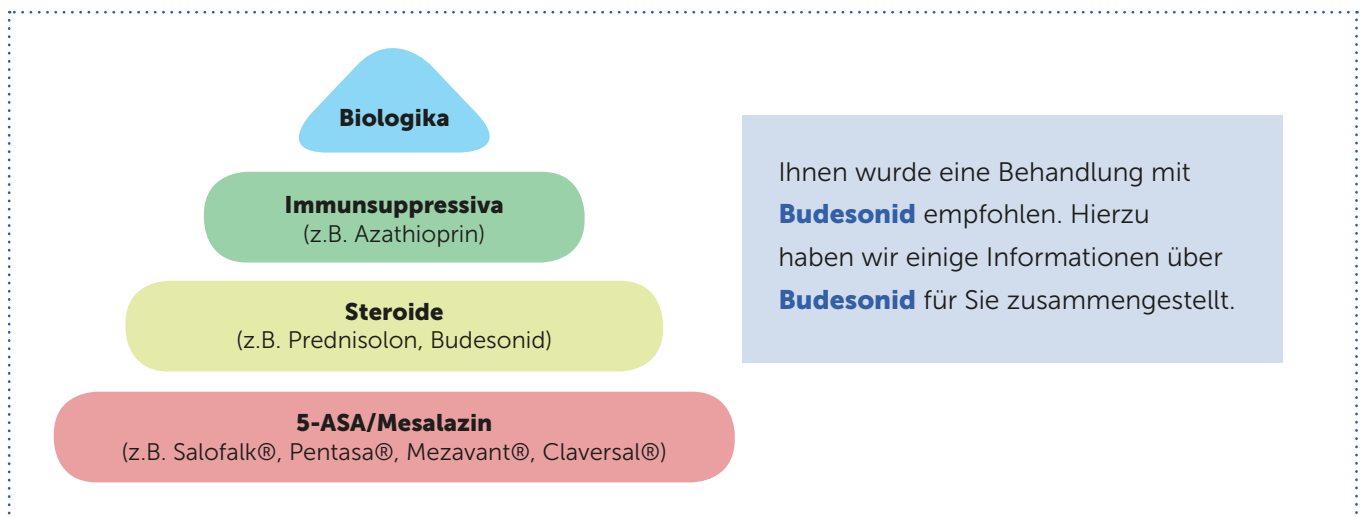 Biologika
Immunsuppressiva
(z.B. Azathioprin)
Steroide
(z.B. Prednisolon, Budesonid)
5-ASA/Mesalazin
(z.B. Salofalk®, Pentasa®, Mezavant®, Claversal®)
Ihnen wurde eine Behandlung mit
Budesonid empfohlen. Hierzu
haben wir einige Informationen über
Budesonid für Sie zusammengestellt.